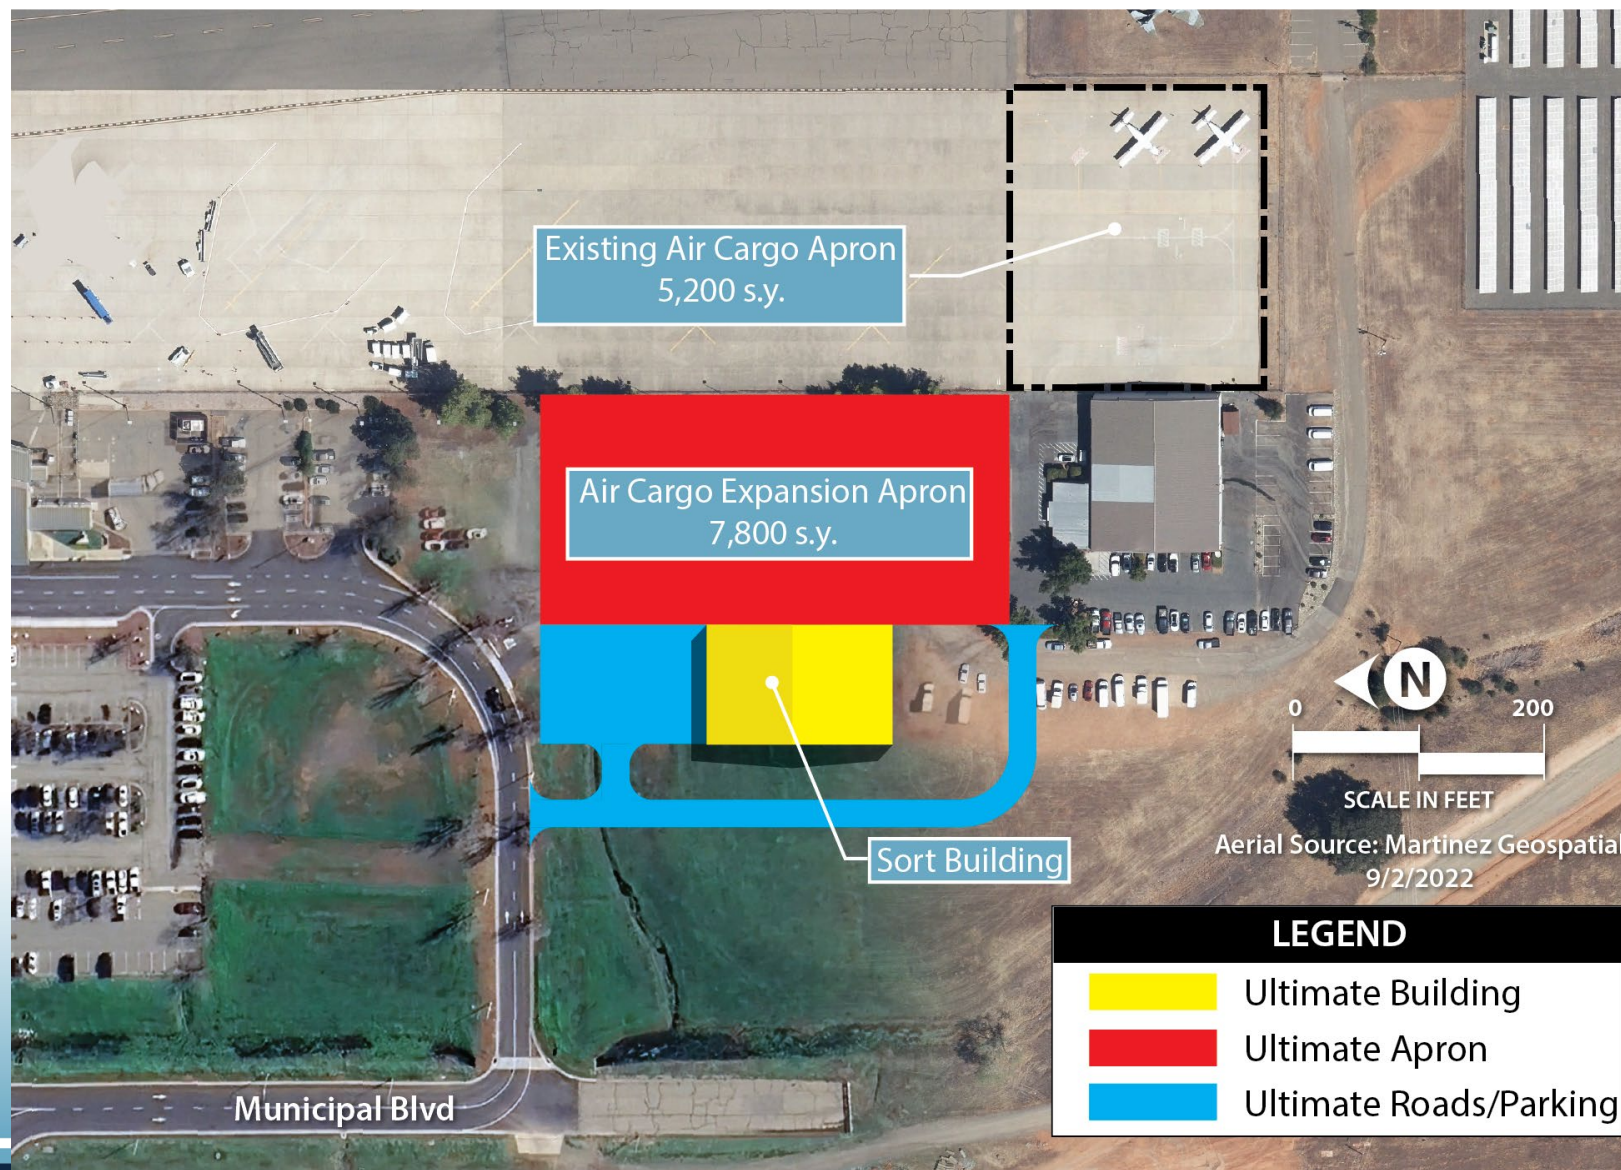 Existing Air Cargo Apron
5,200 s.y.
Air Cargo Expansion Apron
7,800 s.y.
N
0 200
SCALE IN FEET
Sort Building
Aerial Source: Martinez Geospatial
9/2/2022
LEGEND
Ultimate Building
Ultimate Apron
Ultimate Roads/Parking
Municipal Blvd